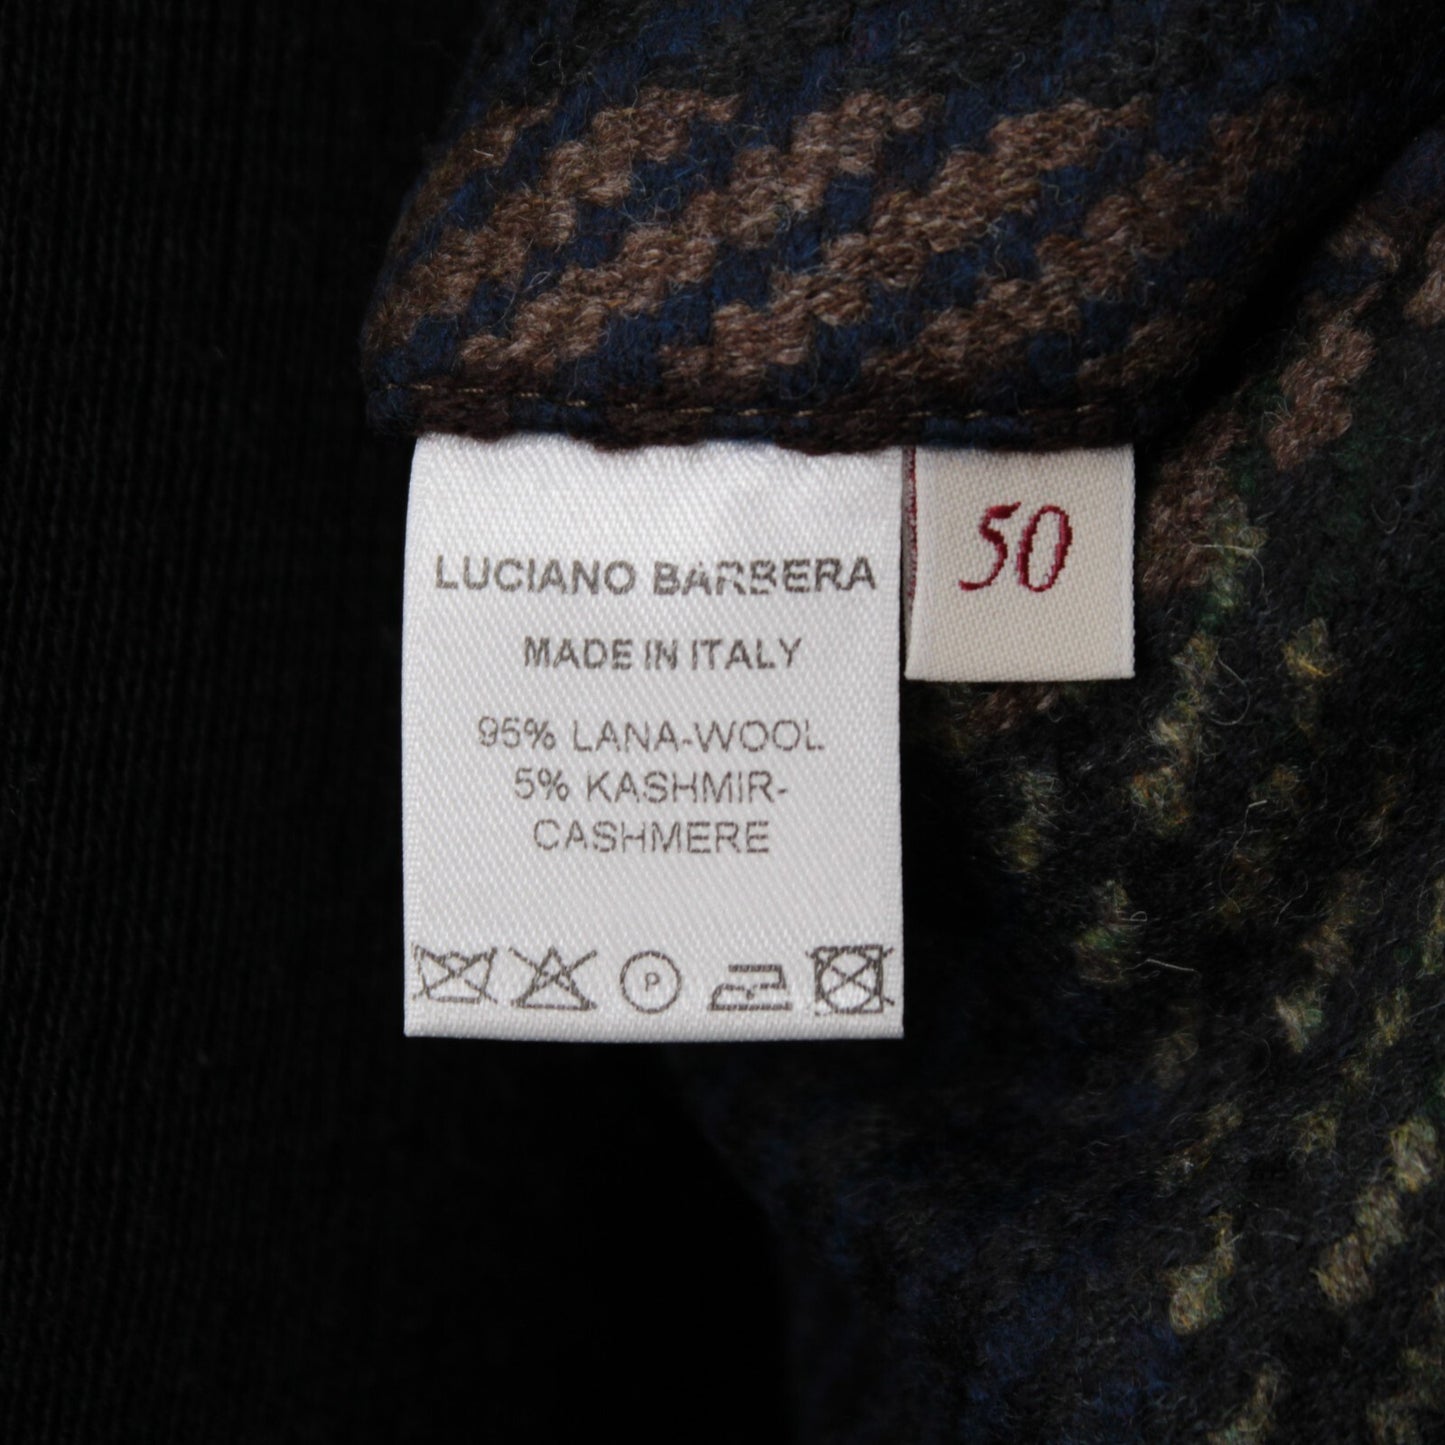 LUCIANO BARBERA
MADE IN ITALY
95% LANA-WOOL
5% KASHMIR-
CASHMERE
P
50